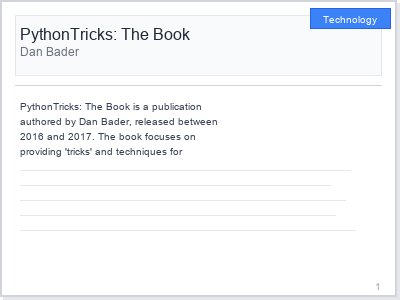 Technology
PythonTricks: The Book
Dan Bader
PythonTricks: The Book is a publication
authored by Dan Bader, released between
2016 and 2017. The book focuses on
providing 'tricks' and techniques for
1